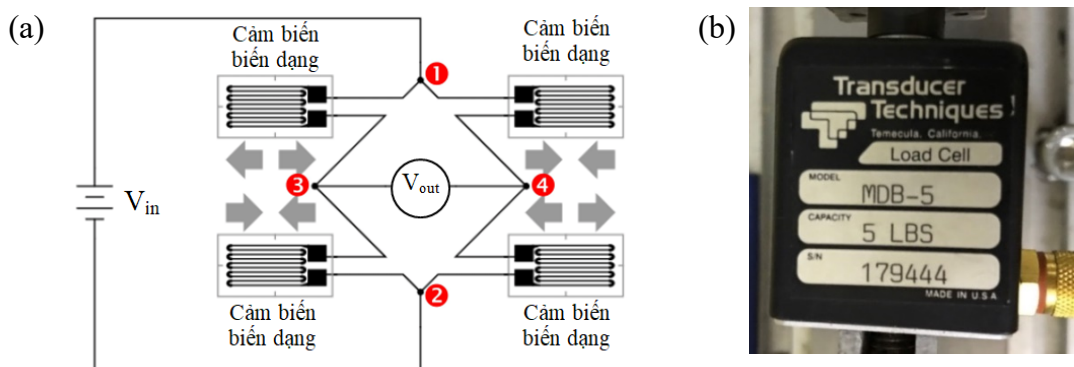 (a)
Cảm biến
biến dạng
Cảm biến
biến dạng
1
Vin
3
Vout
4
2
Cảm biến
biến dạng
Cảm biến
biến dạng
(b)
Transducer
Techniques
Temecula, California.
Load Cell
MODEL
MDB-5
CAPACITY
5 LBS
S/N
179444
MADE IN U.S.A